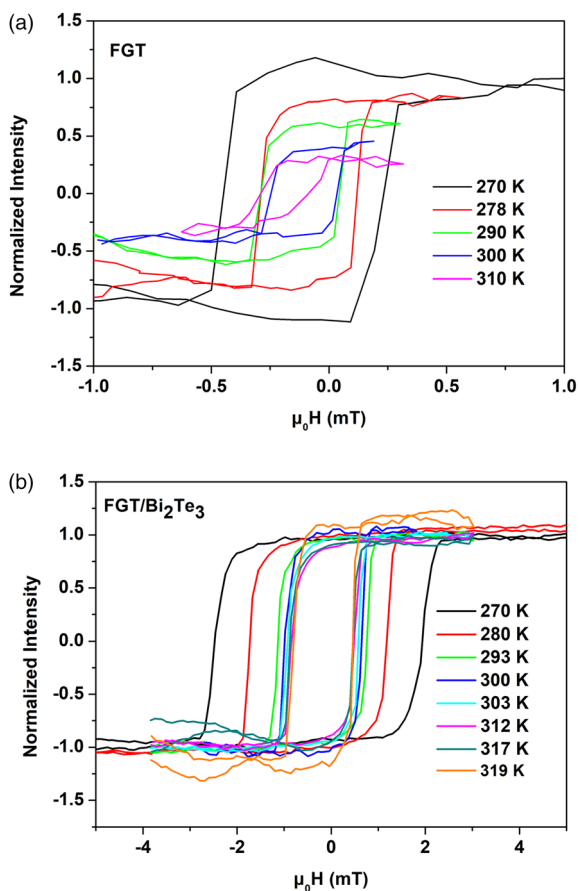 (a)
FGT
1.5
1.0
0.5
0.0
-0.5
-1.0
-1.5
Normalized Intensity
270 K
278 K
290 K
300 K
310 K
-1.0 -0.5 0.0 0.5 1.0
µ₀H (mT)
(b)
FGT/Bi₂Te₃
1.5
1.0
0.5
0.0
-0.5
-1.0
-1.5
Normalized Intensity
270 K
280 K
293 K
300 K
303 K
312 K
317 K
319 K
-4 -2 0 2 4
µ₀H (mT)